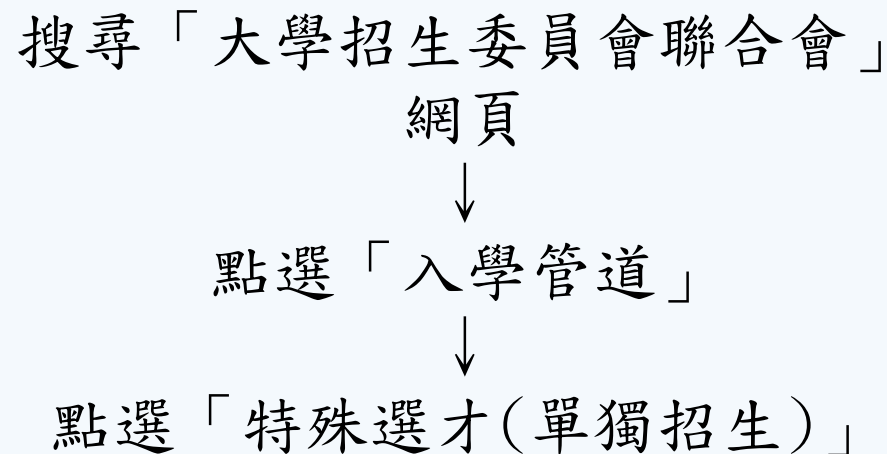 搜尋「大學招生委員會聯合會」
網頁
↓
點選「入學管道」
↓
點選「特殊選才(單獨招生)」